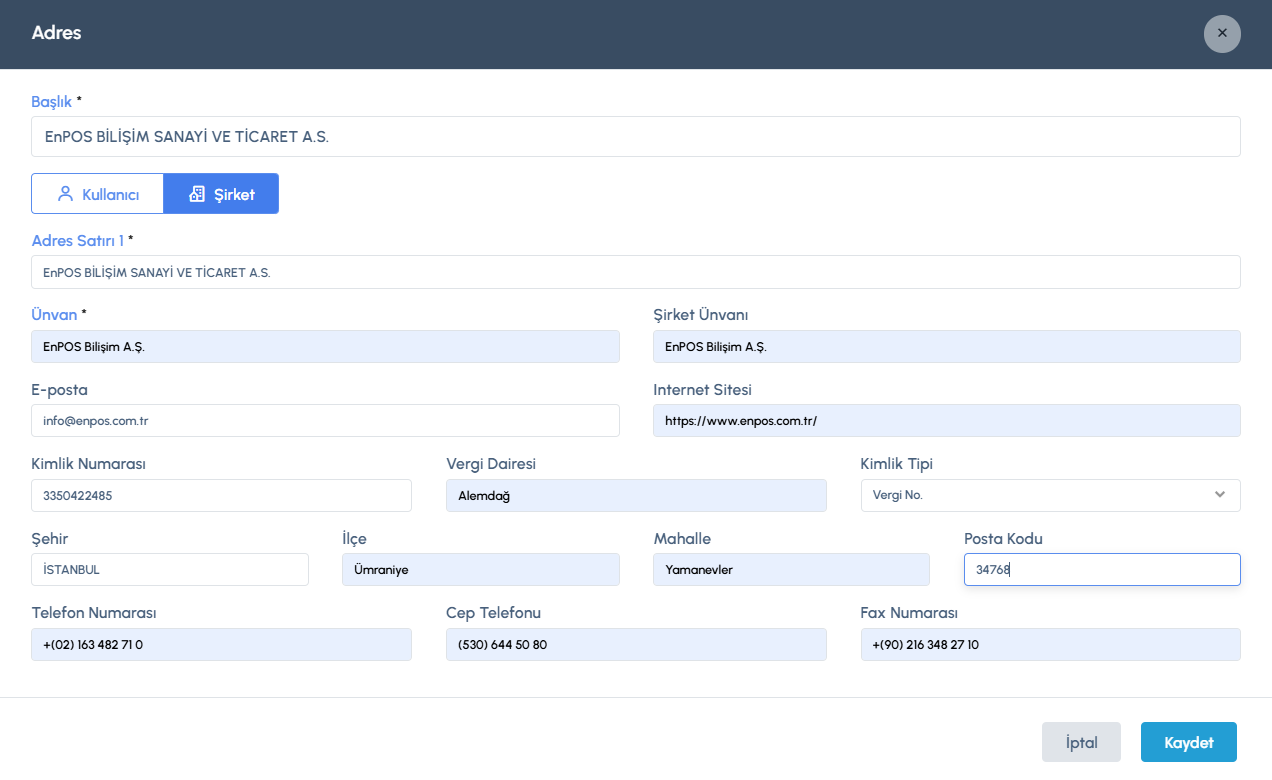 Adres
Başlık *
EnPOS BİLİŞİM SANAYİ VE TİCARET A.S.
Kullanıcı Şirket
Adres Satırı 1 *
EnPOS BİLİŞİM SANAYİ VE TİCARET A.S.
Ünvan * Şirket Ünvanı
EnPOS Bilişim A.Ş. EnPOS Bilişim A.Ş.
E-posta Internet Sitesi
info@enpos.com.tr https://www.enpos.com.tr/
Kimlik Numarası Vergi Dairesi Kimlik Tipi
3350422485 Alemdağ Vergi No.
Şehir İlçe Mahalle Posta Kodu
İSTANBUL Ümraniye Yamanevler 34768
Telefon Numarası Cep Telefonu Fax Numarası
+(02) 163 482 71 0 (530) 644 50 80 +(90) 216 348 27 10
İptal Kaydet